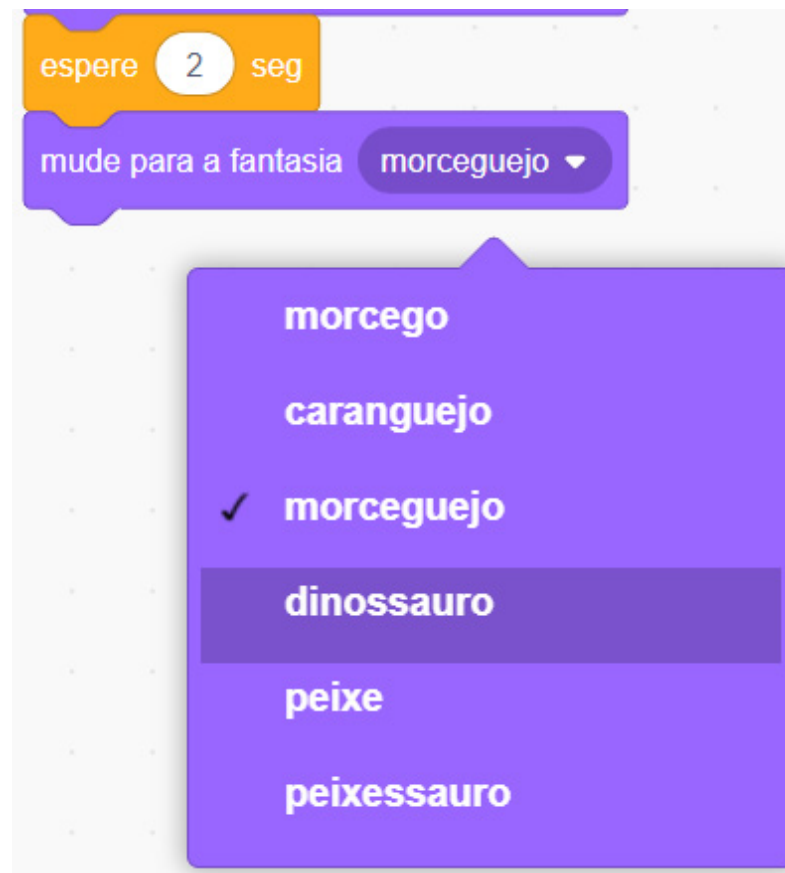 espere 2 seg
mude para a fantasia morceguejo
morcego
caranguejo
morceguejo
dinossauro
peixe
peixessauro